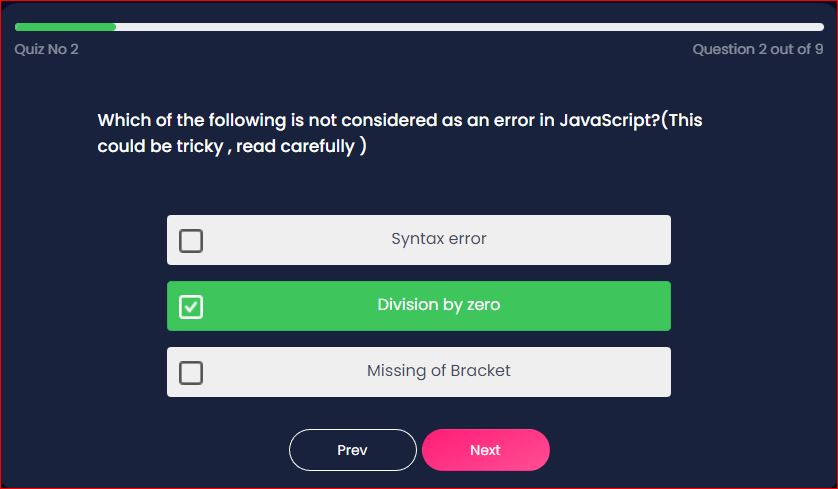 Quiz No 2
Question 2 out of 9
Which of the following is not considered as an error in JavaScript?(This
could be tricky , read carefully )
Syntax error
Division by zero
Missing of Bracket
Prev
Next